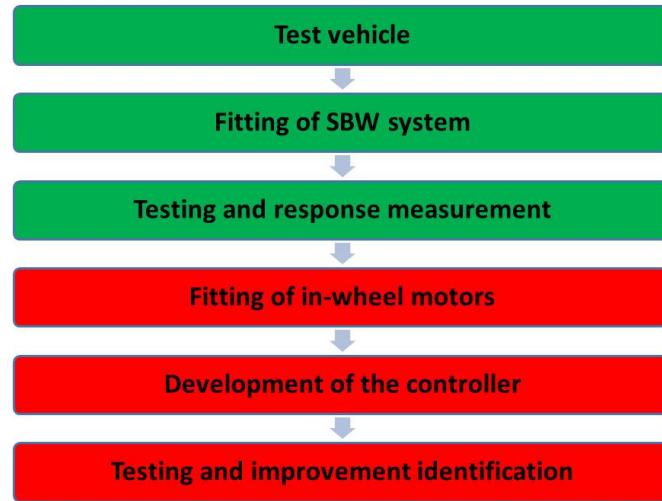 Test vehicle
Fitting of SBW system
Testing and response measurement
Fitting of in-wheel motors
Development of the controller
Testing and improvement identification